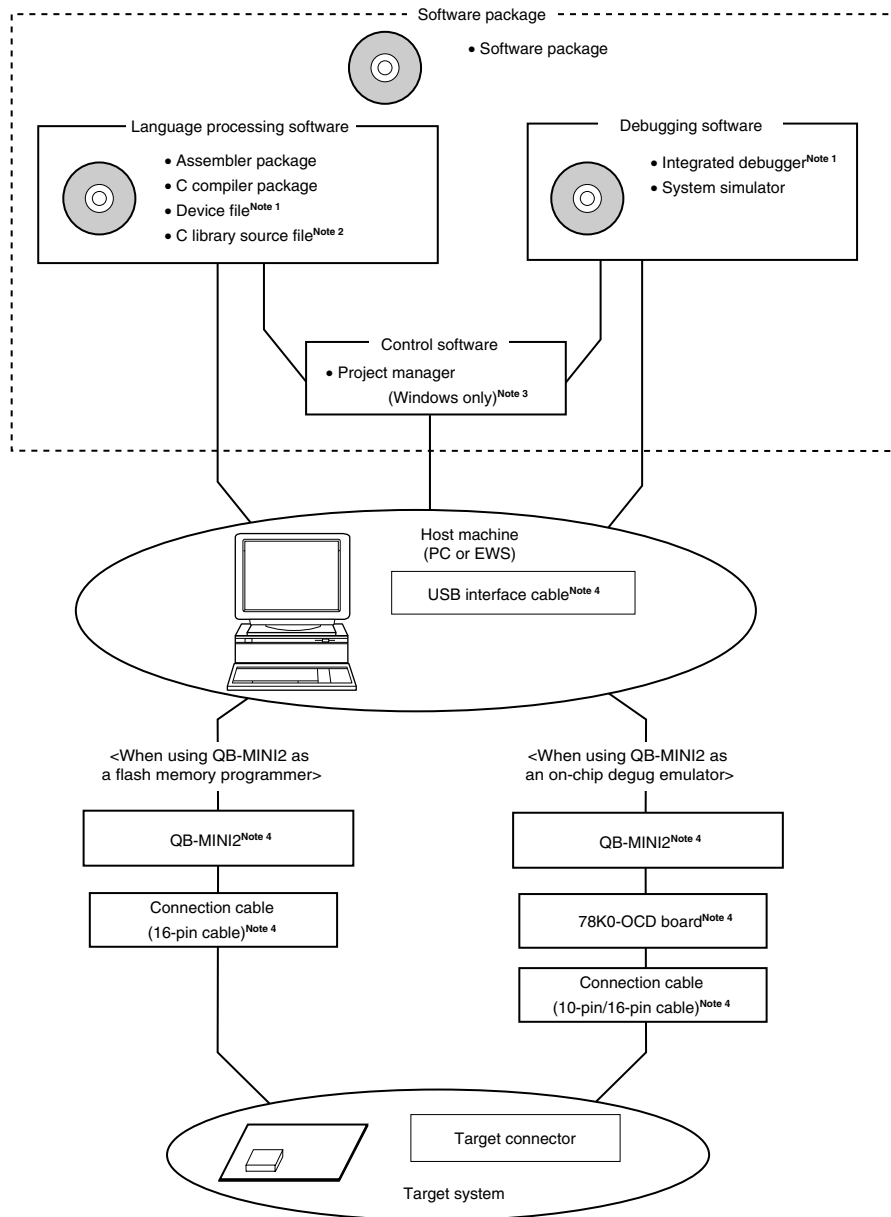 Software package
• Software package
Language processing software
• Assembler package
• C compiler package
• Device fileNote 1
• C library source fileNote 2
Debugging software
• Integrated debuggerNote 1
• System simulator
Control software
• Project manager
(Windows only)Note 3
Host machine
(PC or EWS)
USB interface cableNote 4
<When using QB-MINI2 as
a flash memory programmer>
QB-MINI2Note 4
Connection cable
(16-pin cable)Note 4
<When using QB-MINI2 as
an on-chip degug emulator>
QB-MINI2Note 4
78K0-OCD boardNote 4
Connection cable
(10-pin/16-pin cable)Note 4
Target connector
Target system